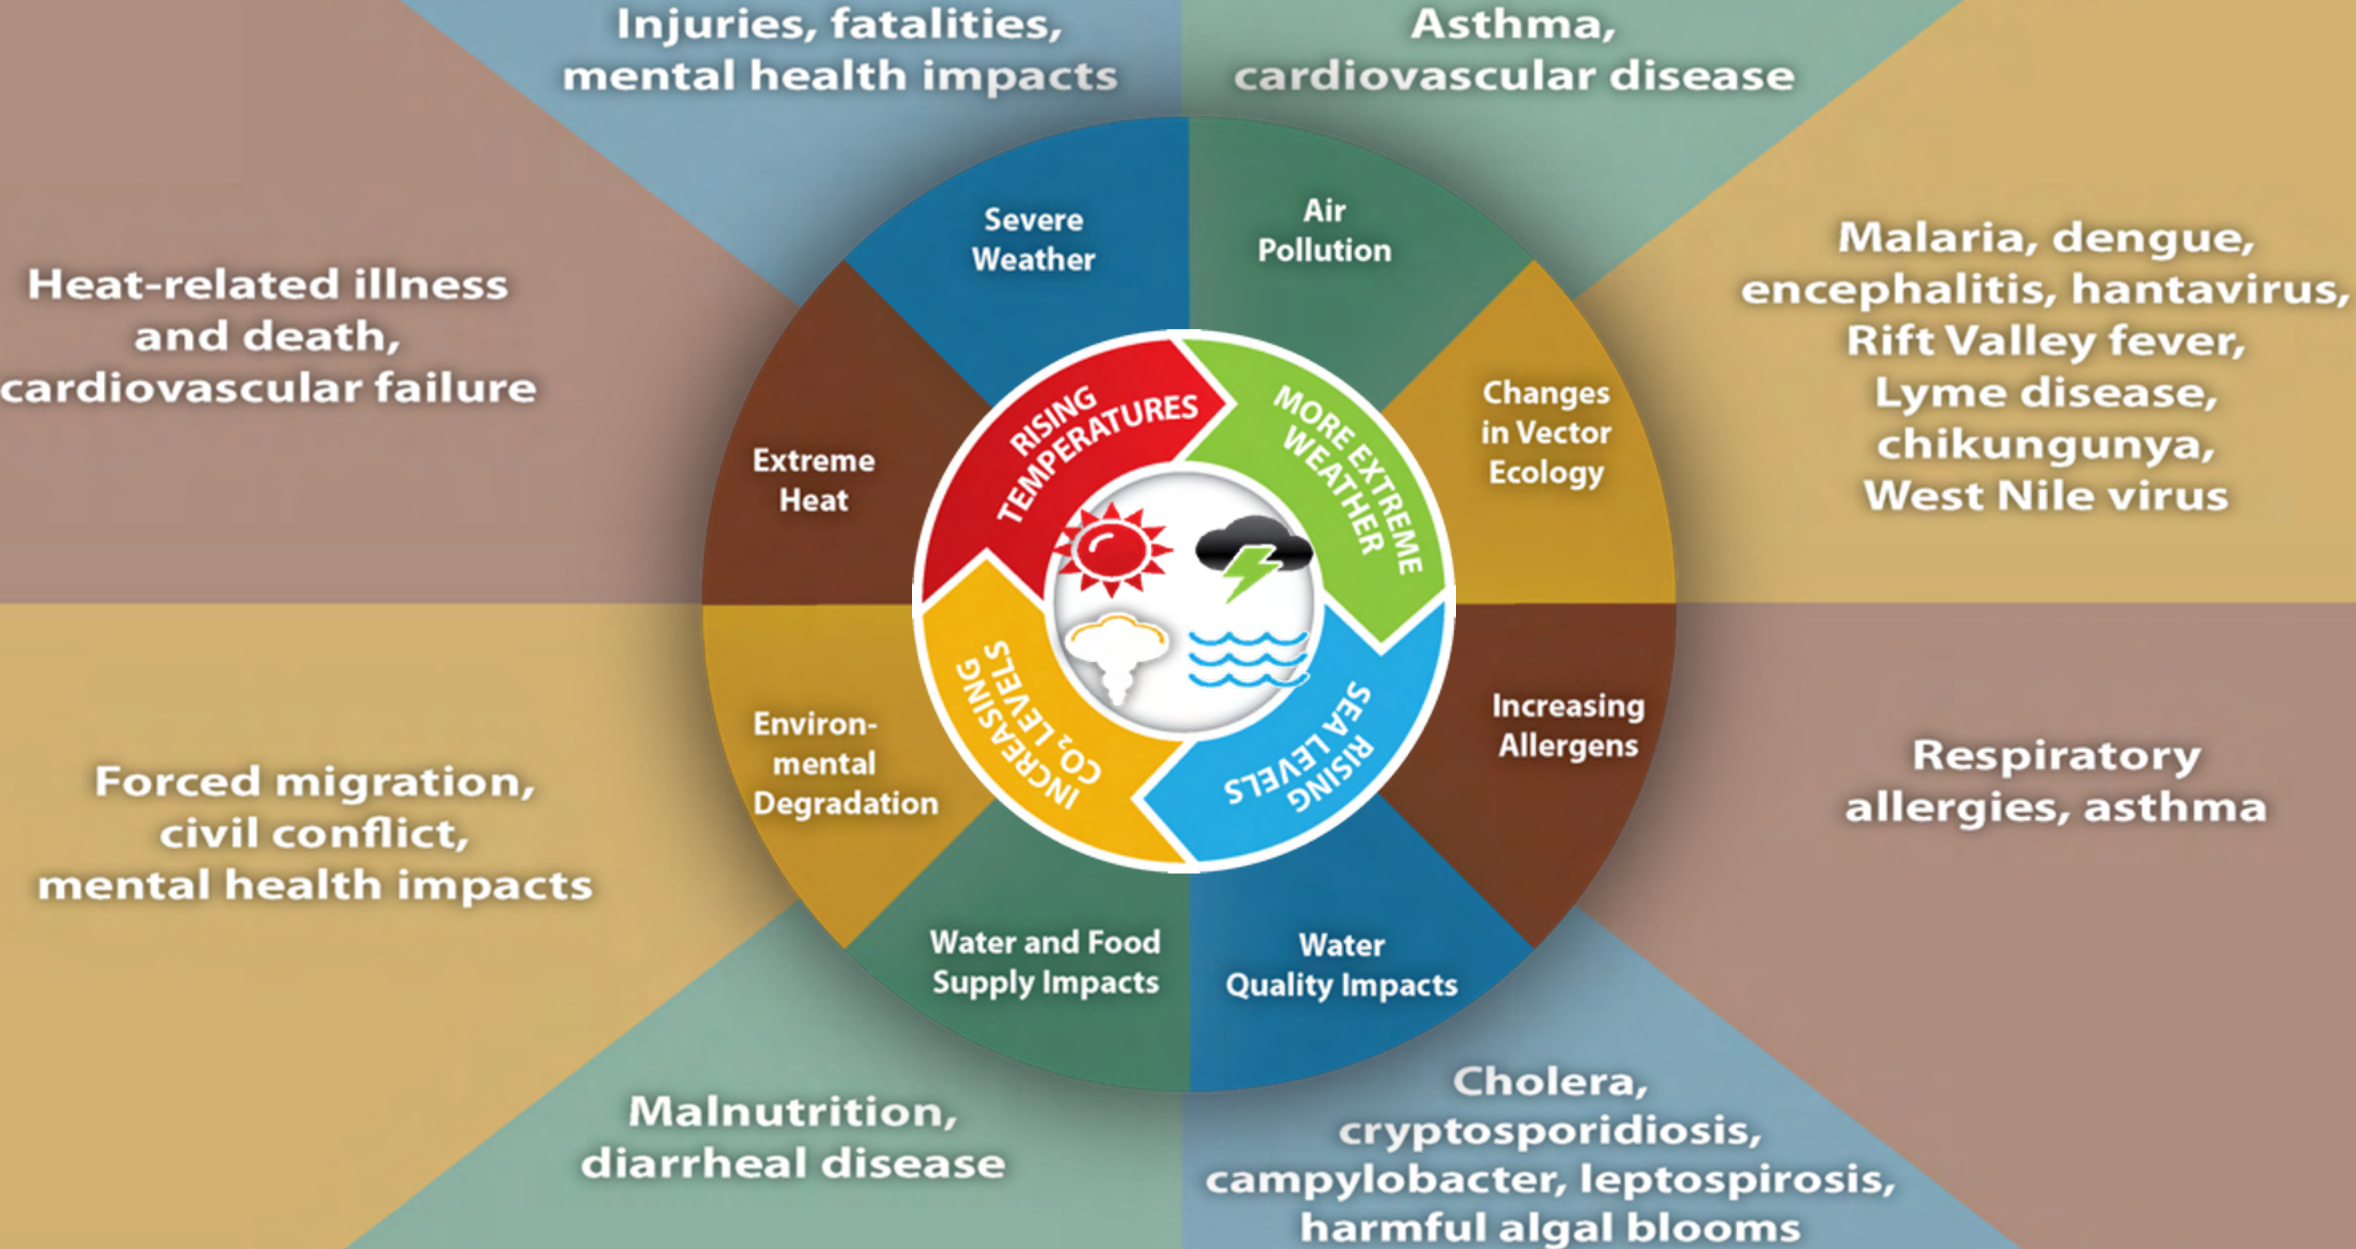 Injuries, fatalities,
mental health impacts
Asthma,
cardiovascular disease
Heat-related illness
and death,
cardiovascular failure
Malaria, dengue,
encephalitis, hantavirus,
Rift Valley fever,
Lyme disease,
chikungunya,
West Nile virus
Severe
Weather
Air
Pollution
Extreme
Heat
Changes
in Vector
Ecology
RISING
TEMPERATURES
MORE EXTREME
WEATHER
INCREASING
CO₂ LEVELS
RISING
SEA LEVELS
Environ-
mental
Degradation
Increasing
Allergens
Water and Food
Supply Impacts
Water
Quality Impacts
Forced migration,
civil conflict,
mental health impacts
Respiratory
allergies, asthma
Malnutrition,
diarrheal disease
Cholera,
cryptosporidiosis,
campylobacter, leptospirosis,
harmful algal blooms